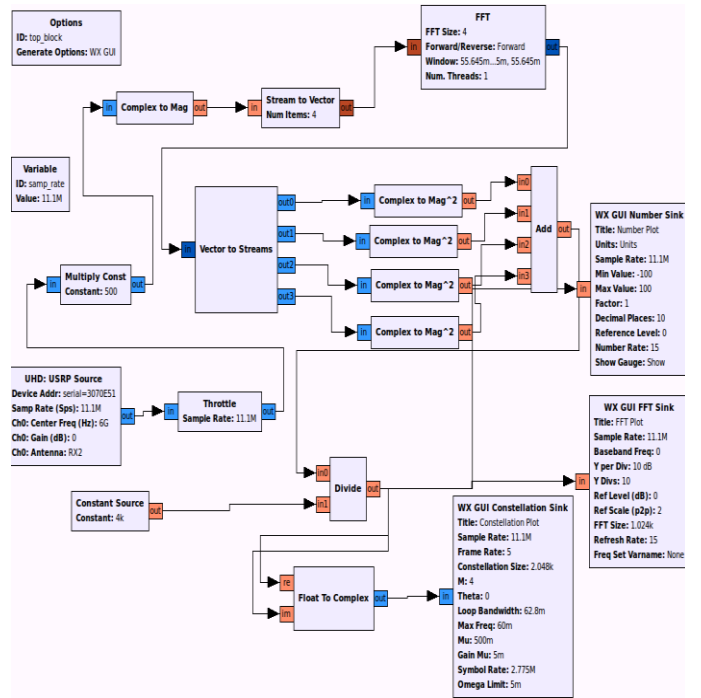 Options
ID: top_block
Generate Options: WX GUI
FFT
FFT Size: 4
Forward/Reverse: Forward
Window: 55.645m...5m, 55.645m
Num. Threads: 1
in
out
in
Complex to Mag
out
in
Stream to Vector
Num Items: 4
out
Variable
ID: samp_rate
Value: 11.1M
in
Vector to Streams
out0
out1
out2
out3
in
Complex to Mag^2
out
in
Complex to Mag^2
out
in
Complex to Mag^2
out
in
Complex to Mag^2
out
in0
in1
in2
in3
Add
out
in
WX GUI Number Sink
Title: Number Plot
Units: Units
Sample Rate: 11.1M
Min Value: -100
Max Value: 100
Factor: 1
Decimal Places: 10
Reference Level: 0
Number Rate: 15
Show Gauge: Show
in
Multiply Const
Constant: 500
out
UHD: USRP Source
Device Addr: serial=3070E51
Samp Rate (Sps): 11.1M
Ch0: Center Freq (Hz): 6G
Ch0: Gain (dB): 0
Ch0: Antenna: RX2
out
in
Throttle
Sample Rate: 11.1M
out
in
WX GUI FFT Sink
Title: FFT Plot
Sample Rate: 11.1M
Baseband Freq: 0
Y per Div: 10 dB
Y Divs: 10
Ref Level (dB): 0
Ref Scale (p2p): 2
FFT Size: 1.024k
Refresh Rate: 15
Freq Set Varname: None
Constant Source
Constant: 4k
out
in0
in1
Divide
out
re
im
Float To Complex
out
in
WX GUI Constellation Sink
Title: Constellation Plot
Sample Rate: 11.1M
Frame Rate: 5
Constellation Size: 2.048k
M: 4
Theta: 0
Loop Bandwidth: 62.8m
Max Freq: 60m
Mu: 500m
Gain Mu: 5m
Symbol Rate: 2.775M
Omega Limit: 5m